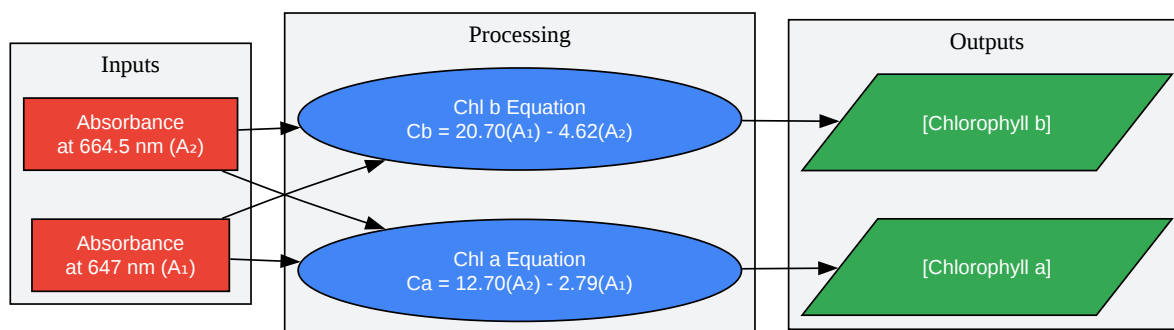 Inputs
Absorbance
at 664.5 nm (A₂)
Absorbance
at 647 nm (A₁)
Processing
Chl b Equation
Cb = 20.70(A₁) - 4.62(A₂)
Chl a Equation
Ca = 12.70(A₂) - 2.79(A₁)
Outputs
[Chlorophyll b]
[Chlorophyll a]